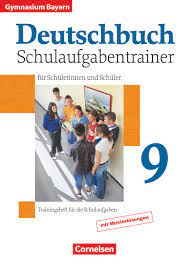 Gymnasium Bayern
Deutschbuch
Schulaufgabentrainer
für Schülerinnen und Schüler
9
Trainingsheft für die Schulaufgaben
mit Musterlösungen
Cornelsen